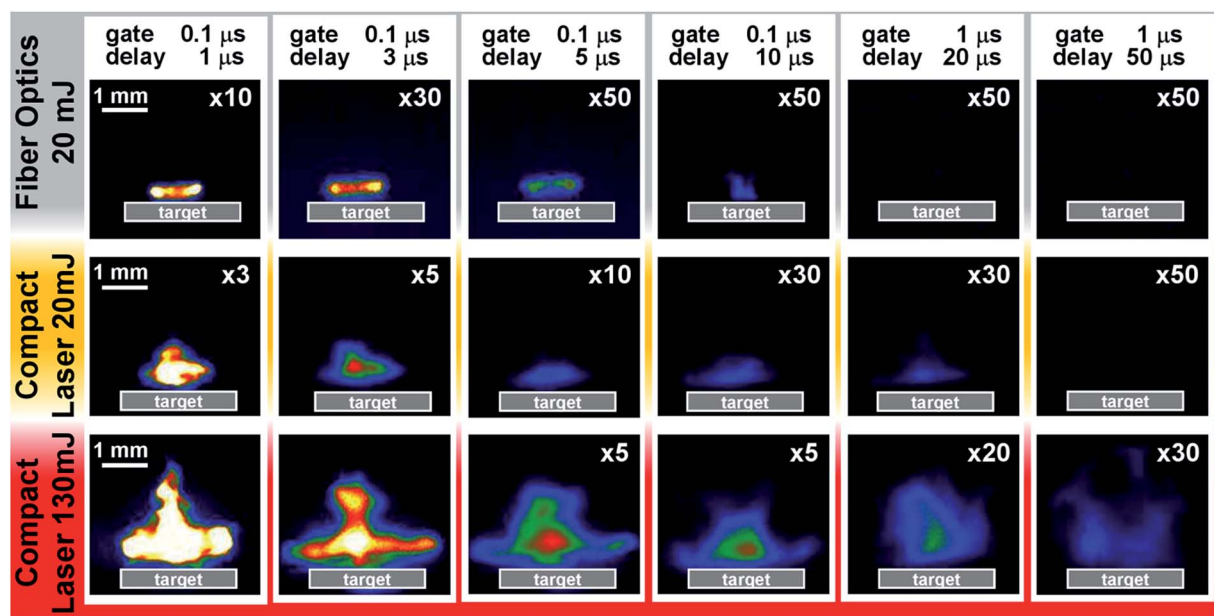 gate 0.1 μs
delay 1 μs
gate 0.1 μs
delay 3 μs
gate 0.1 μs
delay 5 μs
gate 0.1 μs
delay 10 μs
gate 1 μs
delay 20 μs
gate 1 μs
delay 50 μs
Fiber Optics
20 mJ
1 mm
x10
x30
x50
x50
x50
x50
target
target
target
target
target
target
Compact
Laser 20mJ
1 mm
x3
x5
x10
x30
x30
x50
target
target
target
target
target
target
Compact
Laser 130mJ
1 mm
x5
x5
x20
x30
target
target
target
target
target
target